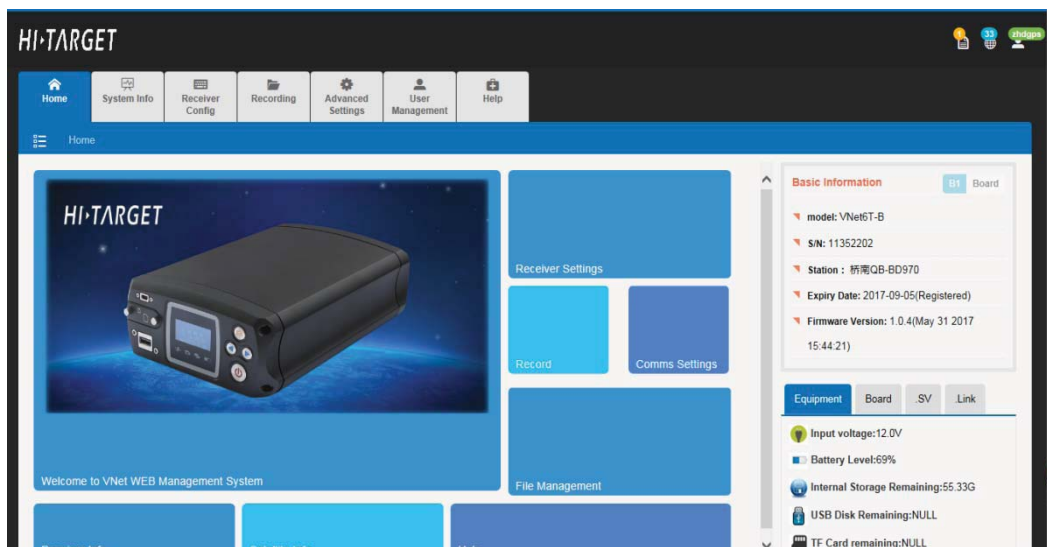 HI-TARGET
1
33
zhdgps
Home
System Info
Receiver
Config
Recording
Advanced
Settings
User
Management
Help
Home
HI-TARGET
Welcome to VNet WEB Management System
Receiver Settings
Record
Comms Settings
File Management
Basic Information
B1 Board
model: VNet6T-B
S/N: 11352202
Station： 桥南QB-BD970
Expiry Date: 2017-09-05(Registered)
Firmware Version: 1.0.4(May 31 2017
15:44:21)
Equipment Board .SV .Link
Input voltage:12.0V
Battery Level:69%
Internal Storage Remaining:55.33G
USB Disk Remaining:NULL
TF Card remaining:NULL